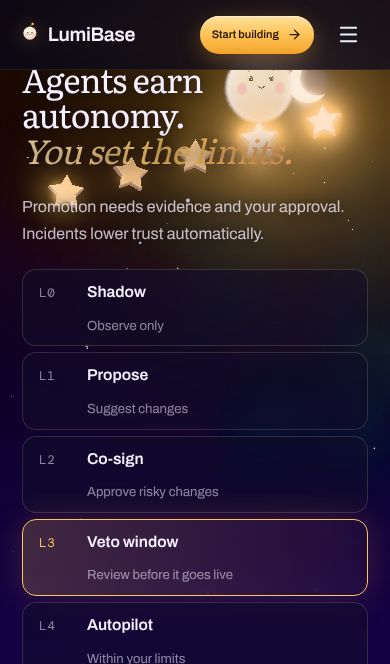 LumiBase
Start building →
Agents earn
autonomy.
You set the limits.
Promotion needs evidence and your approval.
Incidents lower trust automatically.
L0 Shadow
Observe only
L1 Propose
Suggest changes
L2 Co-sign
Approve risky changes
L3 Veto window
Review before it goes live
L4 Autopilot
Within your limits